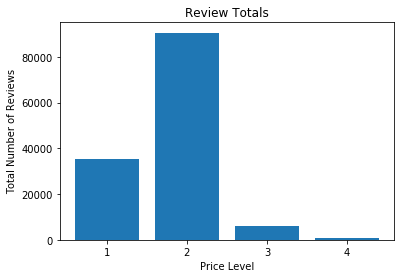 Review Totals
Total Number of Reviews
80000
60000
40000
20000
0
1 2 3 4
Price Level